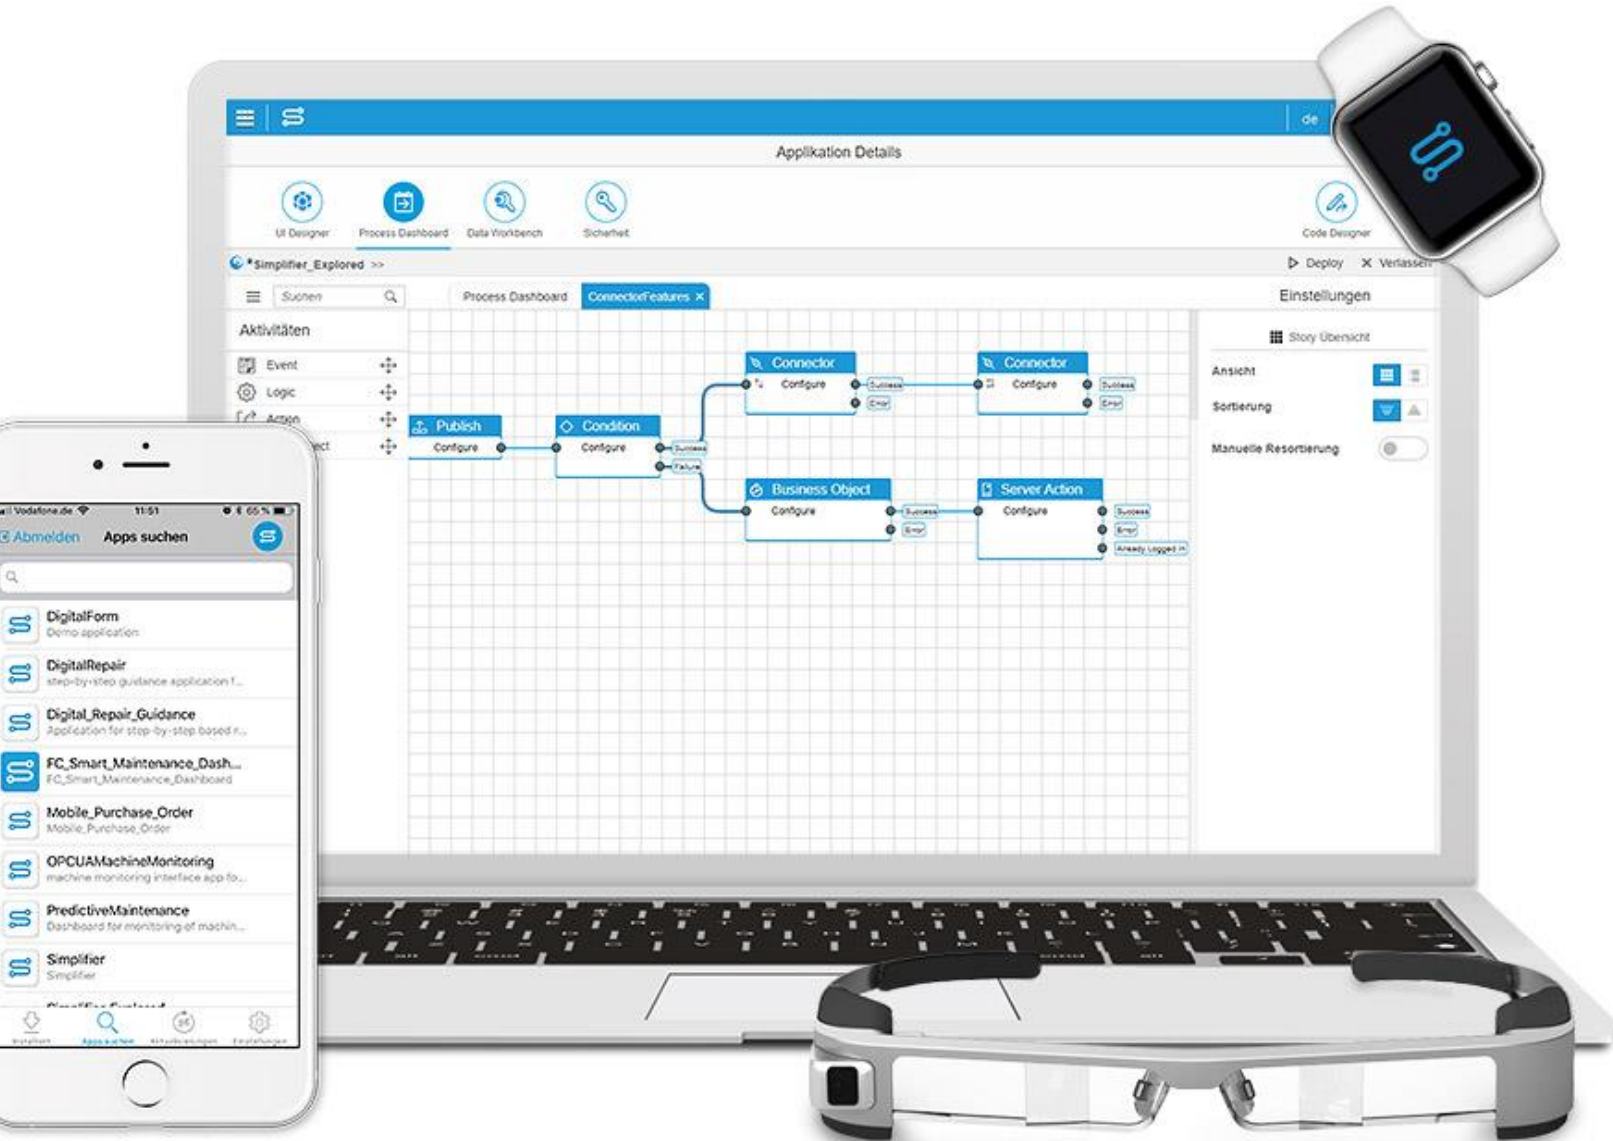 de
Applikation Details
UI Designer
Process Dashboard
Data Workbench
Sicherheit
Code Designer
*Simplifier_Explored >>
Deploy
Verlassen
Suchen
Process Dashboard
ConnectorFeatures
Einstellungen
Aktivitäten
Event
Logic
Action
ect
Publish
Configure
Condition
Configure
Success
Failure
Connector
Configure
Success
Error
Connector
Configure
Success
Error
Business Object
Configure
Success
Error
Server Action
Configure
Success
Error
Already Logged In
Story Übersicht
Ansicht
Sortierung
Manuelle Resortierung
Vodafone.de
11:51
65 %
Abmelden
Apps suchen
DigitalForm
Demo application
DigitalRepair
step-by-step guidance application f...
Digital_Repair_Guidance
Application for step-by-step based r...
FC_Smart_Maintenance_Dash...
FC_Smart_Maintenance_Dashboard
Mobile_Purchase_Order
Mobile_Purchase_Order
OPCUAMachineMonitoring
machine monitoring interface app fo...
PredictiveMaintenance
Dashboard for monitoring of machin...
Simplifier
Simplifier
Apps suchen
Aktualisierungen
Einstellungen